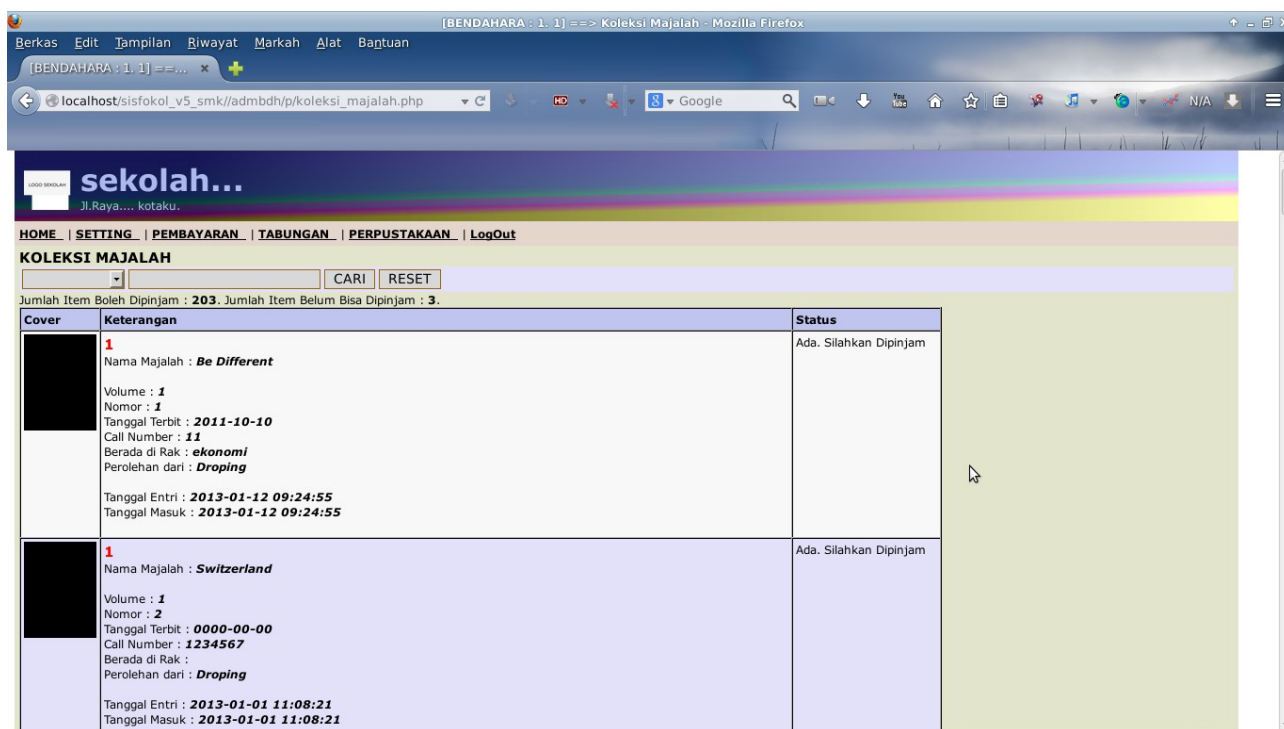 [BENDAHARA : 1. 1] ==> Koleksi Majalah - Mozilla Firefox
Berkas Edit Tampilan Riwayat Markah Alat Bantuan
[BENDAHARA : 1. 1] ==...
localhost/sisfokol_v5_smk//admbdh/p/koleksi_majalah.php
HD
8 Google
You Tube
N/A
LOGO SEKOLAH
sekolah...
Jl.Raya.... kotaku.
HOME | SETTING | PEMBAYARAN | TABUNGAN | PERPUSTAKAAN | LogOut
KOLEKSI MAJALAH
CARI RESET
Jumlah Item Boleh Dipinjam : 203. Jumlah Item Belum Bisa Dipinjam : 3.
Cover Keterangan Status
1 Ada. Silahkan Dipinjam
Nama Majalah : Be Different
Volume : 1
Nomor : 1
Tanggal Terbit : 2011-10-10
Call Number : 11
Berada di Rak : ekonomi
Perolehan dari : Droping
Tanggal Entri : 2013-01-12 09:24:55
Tanggal Masuk : 2013-01-12 09:24:55
1 Ada. Silahkan Dipinjam
Nama Majalah : Switzerland
Volume : 1
Nomor : 2
Tanggal Terbit : 0000-00-00
Call Number : 1234567
Berada di Rak :
Perolehan dari : Droping
Tanggal Entri : 2013-01-01 11:08:21
Tanggal Masuk : 2013-01-01 11:08:21